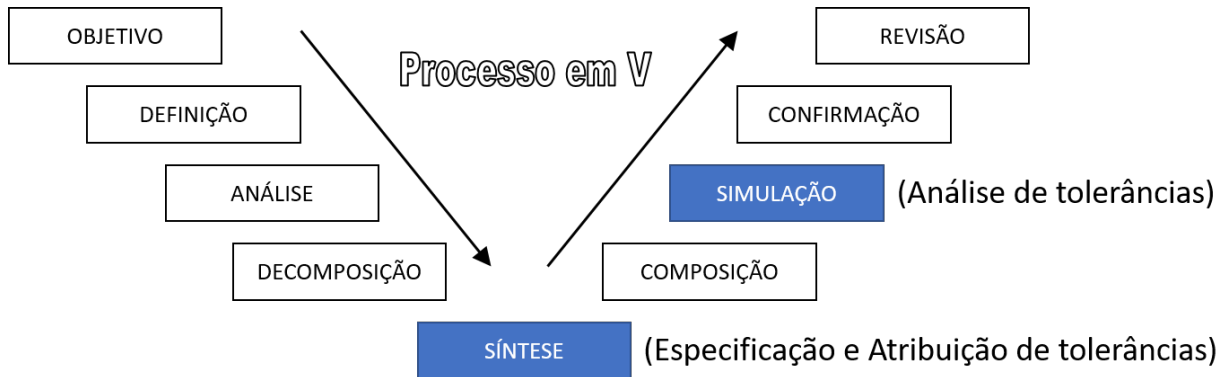 OBJETIVO
REVISÃO
Processo em V
DEFINIÇÃO
CONFIRMAÇÃO
ANÁLISE
SIMULAÇÃO
(Análise de tolerâncias)
DECOMPOSIÇÃO
COMPOSIÇÃO
SÍNTESE
(Especificação e Atribuição de tolerâncias)